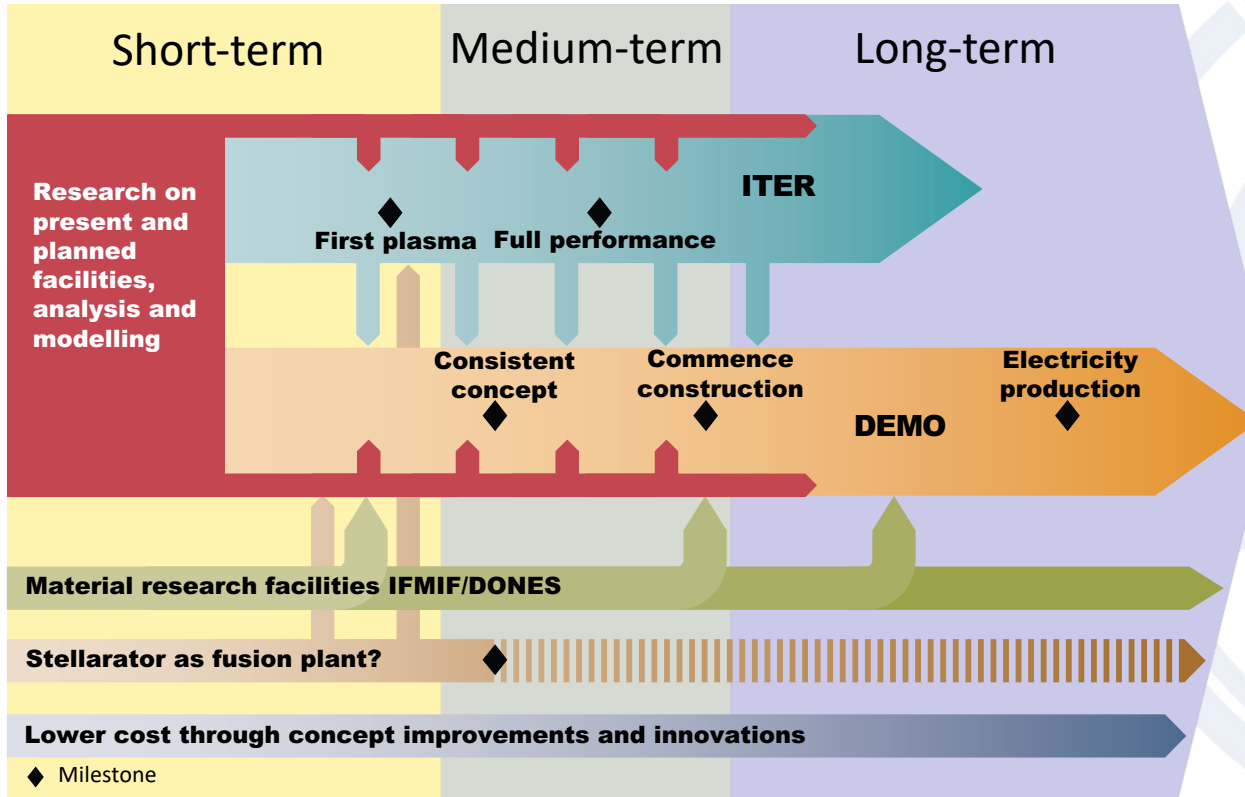 Short-term
Medium-term
Long-term
Research on
present and
planned
facilities,
analysis and
modelling
ITER
First plasma
Full performance
Consistent
concept
Commence
construction
Electricity
production
DEMO
Material research facilities IFMIF/DONES
Stellarator as fusion plant?
Lower cost through concept improvements and innovations
Milestone